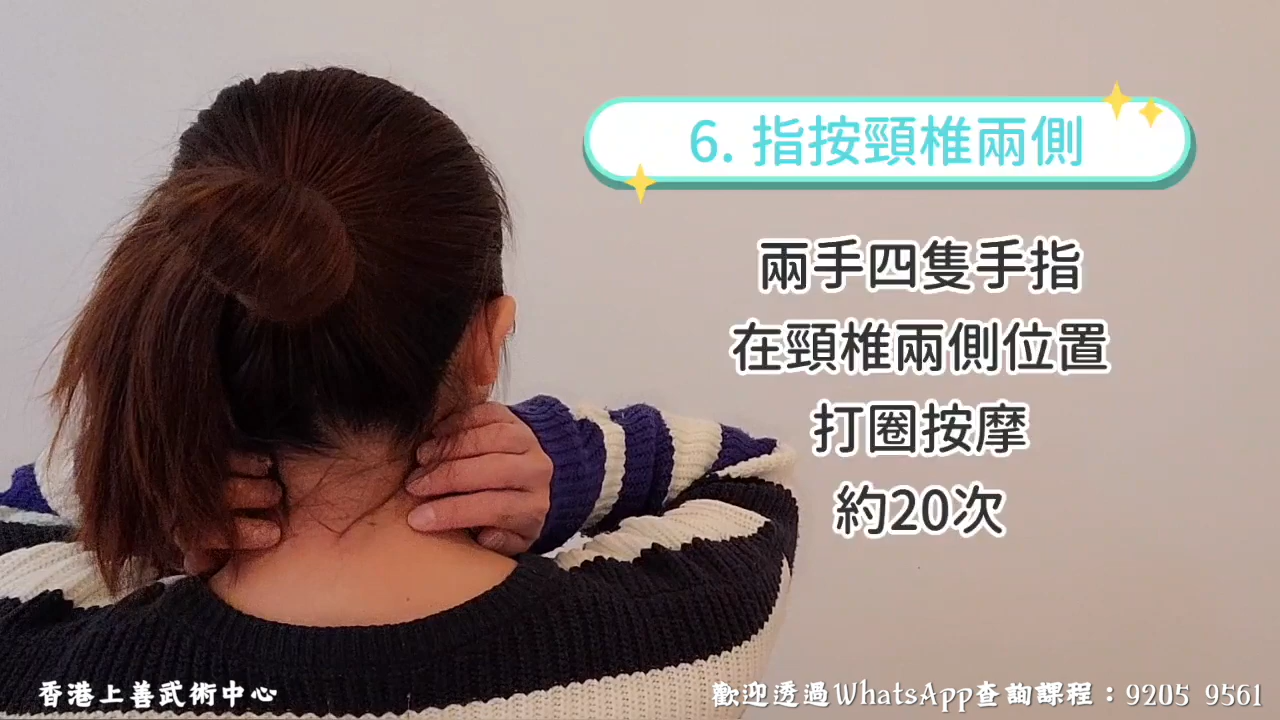 6. 指按頸椎兩側
兩手四隻手指
在頸椎兩側位置
打圈按摩
約20次
香港上善武術中心
歡迎透過WhatsApp查詢課程：9205 9561